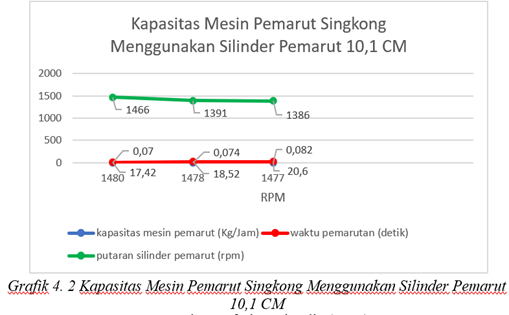 Kapasitas Mesin Pemarut Singkong
Menggunakan Silinder Pemarut 10,1 CM
2000
1500
1000
500
0
1466
1391
1386
0,07
0,074
0,082
1480
1478
1477
17,42
18,52
20,6
RPM
kapasitas mesin pemarut (Kg/Jam)
waktu pemarutan (detik)
putaran silinder pemarut (rpm)
Grafik 4. 2 Kapasitas Mesin Pemarut Singkong Menggunakan Silinder Pemarut
10,1 CM